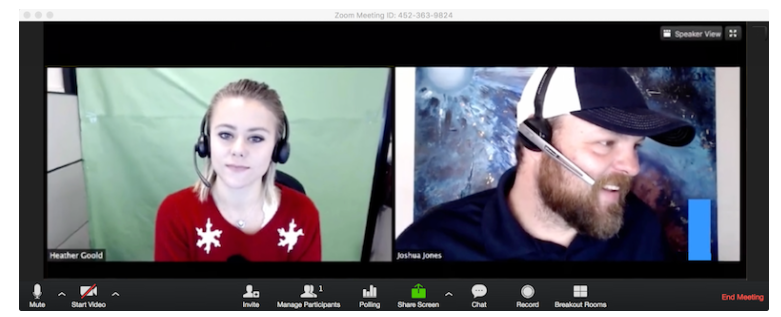 Zoom Meeting ID: 452-363-9824
Speaker View
Heather Goold
Joshua Jones
1
Mute
Start Video
Invite
Manage Participants
Polling
Share Screen
Chat
Record
Breakout Rooms
End Meeting